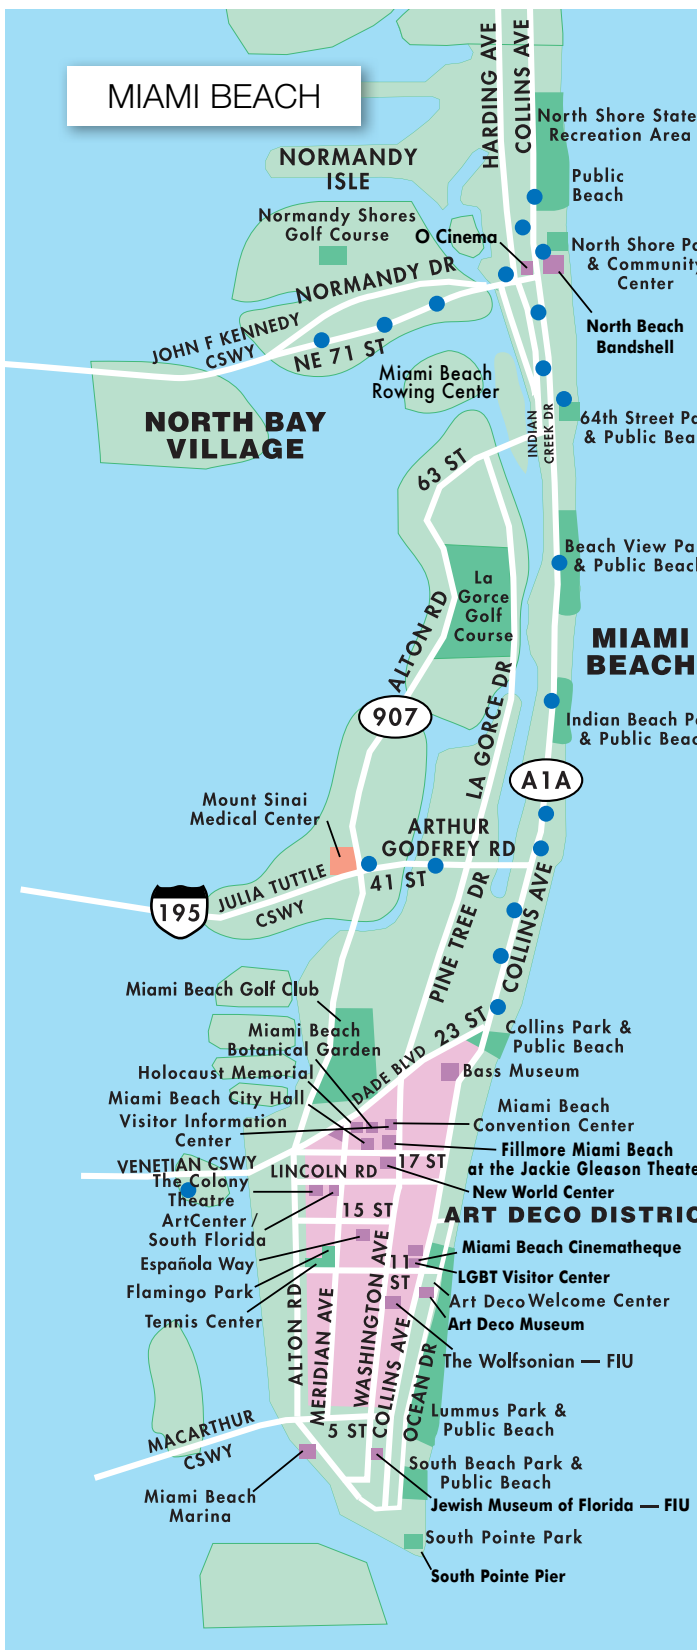 MIAMI BEACH
HARDING AVE
COLLINS AVE
North Shore State
Recreation Area
NORMANDY
ISLE
Public
Beach
Normandy Shores
Golf Course
O Cinema
North Shore Pa
& Community
Center
NORMANDY DR
JOHN F KENNEDY
CSWY
NE 71 ST
North Beach
Bandshell
Miami Beach
Rowing Center
NORTH BAY
VILLAGE
INDIAN
CREEK DR
64th Street Pa
& Public Bea
63 ST
Beach View Pa
& Public Beac
La
Gorce
Golf
Course
ALTON RD
MIAMI
BEACH
LA GORCE DR
907
Indian Beach Pa
& Public Beac
A1A
Mount Sinai
Medical Center
ARTHUR
GODFREY RD
41 ST
JULIA TUTTLE
CSWY
195
PINE TREE DR
COLLINS AVE
Miami Beach Golf Club
23 ST
Collins Park &
Public Beach
Miami Beach
Botanical Garden
DADE BLVD
Holocaust Memorial
Bass Museum
Miami Beach City Hall
Visitor Information
Center
Miami Beach
Convention Center
Fillmore Miami Beach
at the Jackie Gleason Theate
VENETIAN CSWY
17 ST
LINCOLN RD
The Colony
Theatre
New World Center
ArtCenter /
South Florida
15 ST
ART DECO DISTRIC
Española Way
Miami Beach Cinematheque
11
ST
LGBT Visitor Center
Flamingo Park
Tennis Center
Art Deco Welcome Center
Art Deco Museum
ALTON RD
MERIDIAN AVE
WASHINGTON AVE
COLLINS AVE
OCEAN DR
The Wolfsonian — FIU
Lummus Park &
Public Beach
MACARTHUR
CSWY
5 ST
South Beach Park &
Public Beach
Miami Beach
Marina
Jewish Museum of Florida — FIU
South Pointe Park
South Pointe Pier